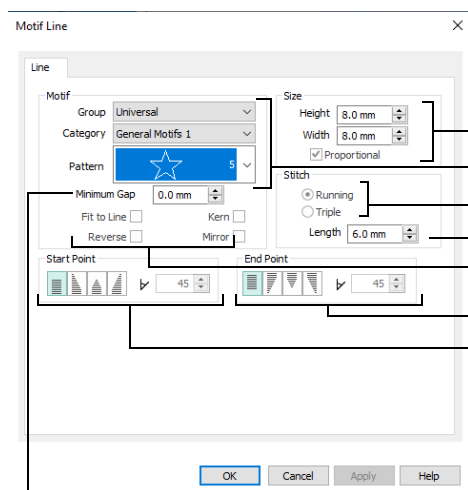 Motif Line
Line
Motif
Group Universal
Category General Motifs 1
Pattern 5
Minimum Gap 0.0 mm
Fit to Line Kern
Reverse Mirror
Size
Height 8.0 mm
Width 8.0 mm
Proportional
Stitch
Running
Triple
Length 6.0 mm
Start Point
45
End Point
45
OK Cancel Apply Help